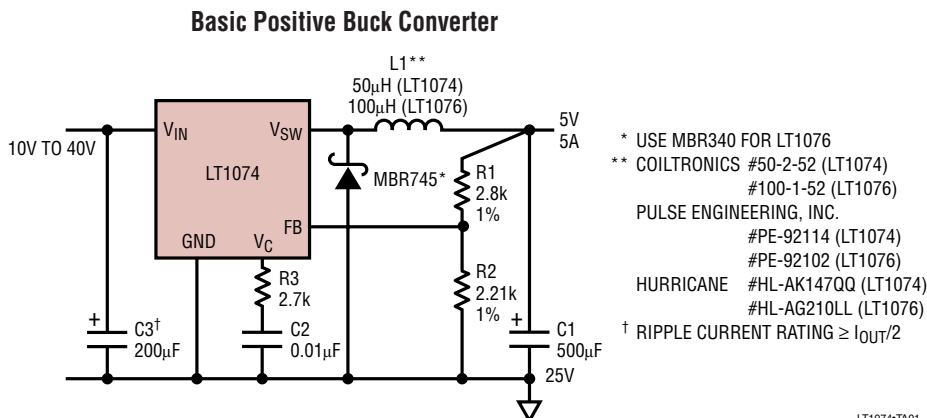 Basic Positive Buck Converter
L1**
50µH (LT1074)
100µH (LT1076)
10V TO 40V
VIN
VSW
5V
5A
LT1074
MBR745*
R1
2.8k
1%
FB
GND
VC
R3
2.7k
R2
2.21k
1%
+
C3†
200µF
C2
0.01µF
+
C1
500µF
25V
* USE MBR340 FOR LT1076
** COILTRONICS #50-2-52 (LT1074)
#100-1-52 (LT1076)
PULSE ENGINEERING, INC.
#PE-92114 (LT1074)
#PE-92102 (LT1076)
HURRICANE #HL-AK147QQ (LT1074)
#HL-AG210LL (LT1076)
† RIPPLE CURRENT RATING ≥ IOUT/2